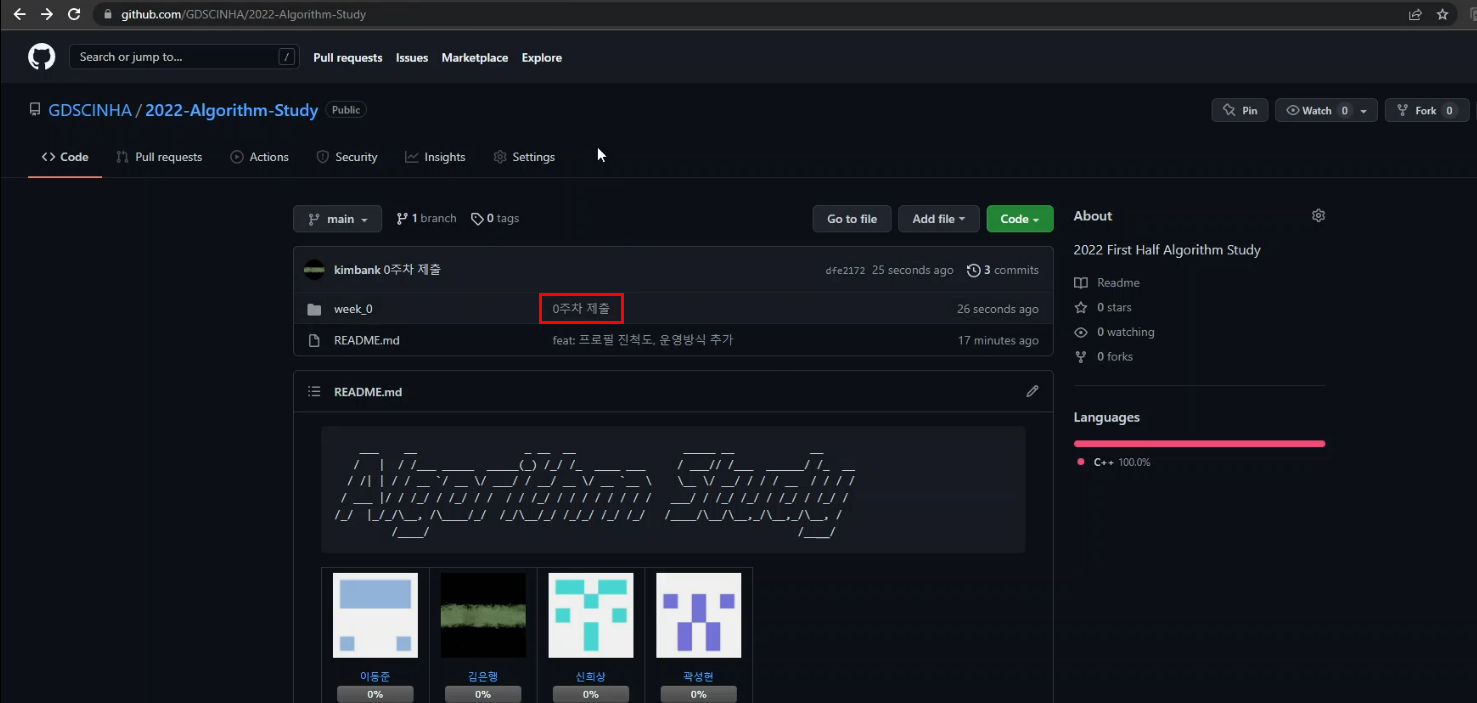 github.com/GDSCINHA/2022-Algorithm-Study
Search or jump to... / Pull requests Issues Marketplace Explore
GDSCINHA / 2022-Algorithm-Study Public Pin Watch 0 Fork 0
Code Pull requests Actions Security Insights Settings
main 1 branch 0 tags Go to file Add file Code
kimbank 0주차 제출 dfe2172 25 seconds ago 3 commits
week_0 0주차 제출 26 seconds ago
README.md feat: 프로필 진척도, 운영방식 추가 17 minutes ago
README.md
Algorithm Study
이동준 김은행 신희상 곽성현
0% 0% 0% 0%
About
2022 First Half Algorithm Study
Readme
0 stars
0 watching
0 forks
Languages
C++ 100.0%